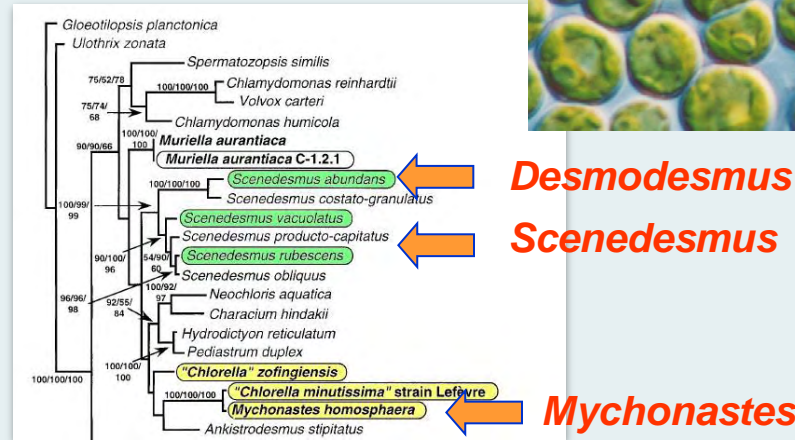 Gloeotilopsis planctonica
Ulothrix zonata
Spermatozopsis similis
75/52/78
100/100/100
Chlamydomonas reinhardtii
Volvox carteri
75/74/
68
Chlamydomonas humicola
100/100/
100
Muriella aurantiaca
90/90/66
Muriella aurantiaca C-1.2.1
100/100/100
Scenedesmus abundans
Desmodesmus
Scenedesmus costato-granulatus
100/99/
99
Scenedesmus vacuolatus
Scenedesmus producto-capitatus
Scenedesmus
90/100/
96
54/90/
60
Scenedesmus rubescens
Scenedesmus obliquus
96/96/
98
92/55/
84
100/92/
97
Neochloris aquatica
Characium hindakii
Hydrodictyon reticulatum
Pediastrum duplex
100/100/
100
100/100/100
"Chlorella" zofingiensis
100/100/100
"Chlorella minutissima" strain Lefèvre
Mychonastes homosphaera
Mychonastes
Ankistrodesmus stipitatus